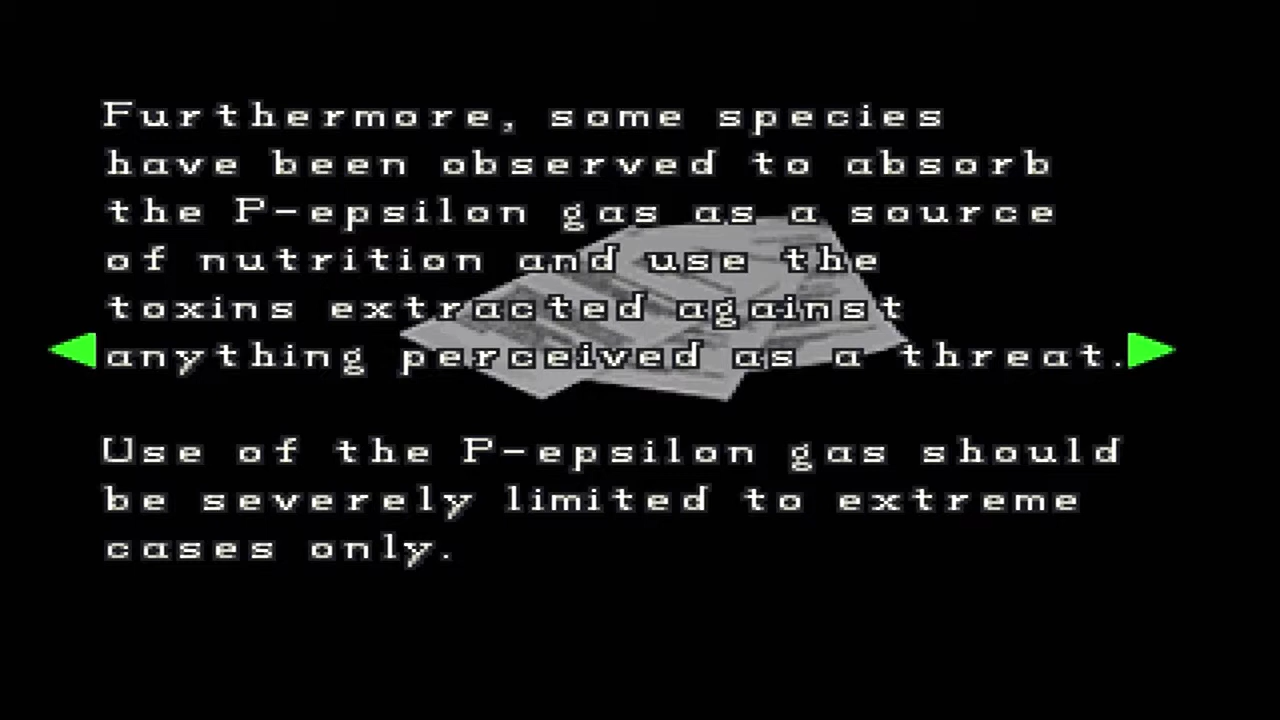 Furthermore, some species
have been observed to absorb
the P-epsilon gas as a source
of nutrition and use the
toxins extracted against
anything perceived as a threat.
Use of the P-epsilon gas should
be severely limited to extreme
cases only.